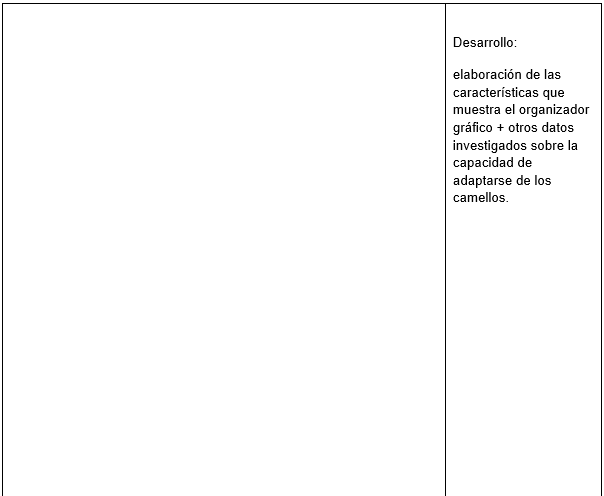 Desarrollo:
elaboración de las
características que
muestra el organizador
gráfico + otros datos
investigados sobre la
capacidad de
adaptarse de los
camellos.